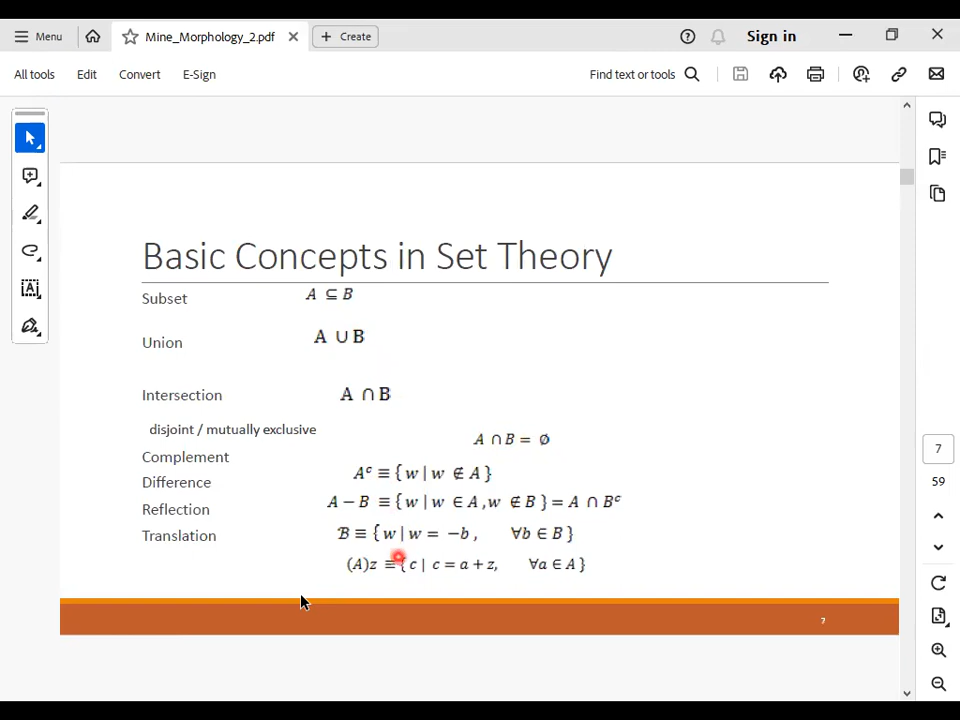 Menu
Mine_Morphology_2.pdf
Create
Sign in
All tools Edit Convert E-Sign
Find text or tools
Basic Concepts in Set Theory
Subset A ⊆ B
Union A ∪ B
Intersection A ∩ B
disjoint / mutually exclusive
A ∩ B = ∅
Complement
Aᶜ ≡ { w | w ∉ A }
Difference
A − B ≡ { w | w ∈ A , w ∉ B } = A ∩ Bᶜ
Reflection
Translation
ℬ ≡ { w | w = −b , ∀b ∈ B }
(A)z ≡ { c | c = a + z, ∀a ∈ A }
7
7
59